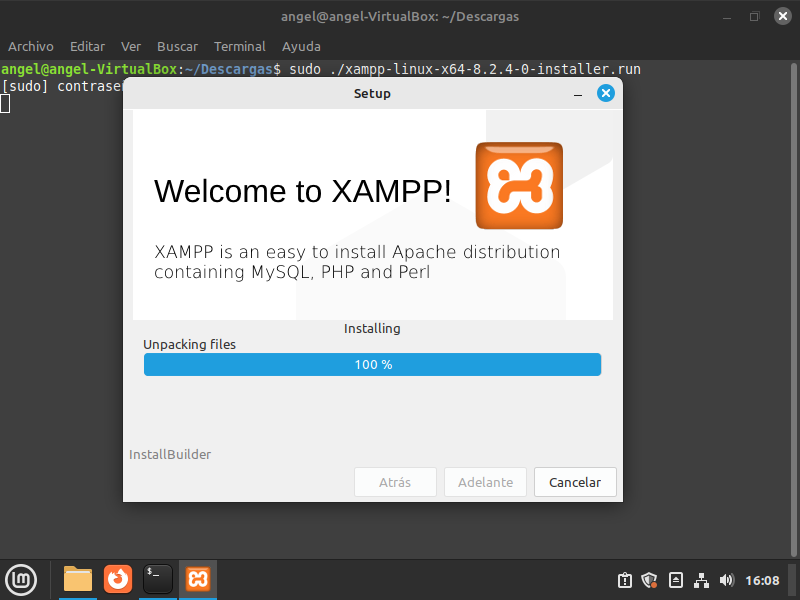 angel@angel-VirtualBox: ~/Descargas
Archivo Editar Ver Buscar Terminal Ayuda
angel@angel-VirtualBox:~/Descargas$ sudo ./xampp-linux-x64-8.2.4-0-installer.run
[sudo]
Setup
Welcome to XAMPP!
XAMPP is an easy to install Apache distribution
containing MySQL, PHP and Perl
Installing
Unpacking files
100 %
InstallBuilder
Atrás Adelante Cancelar
$_
16:08